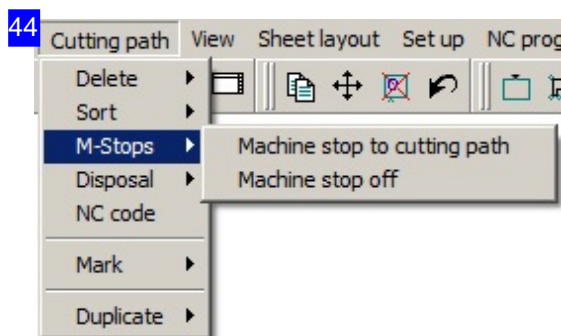 44
Cutting path View Sheet layout Set up NC prog
Delete
Sort
M-Stops
Machine stop to cutting path
Disposal
Machine stop off
NC code
Mark
Duplicate